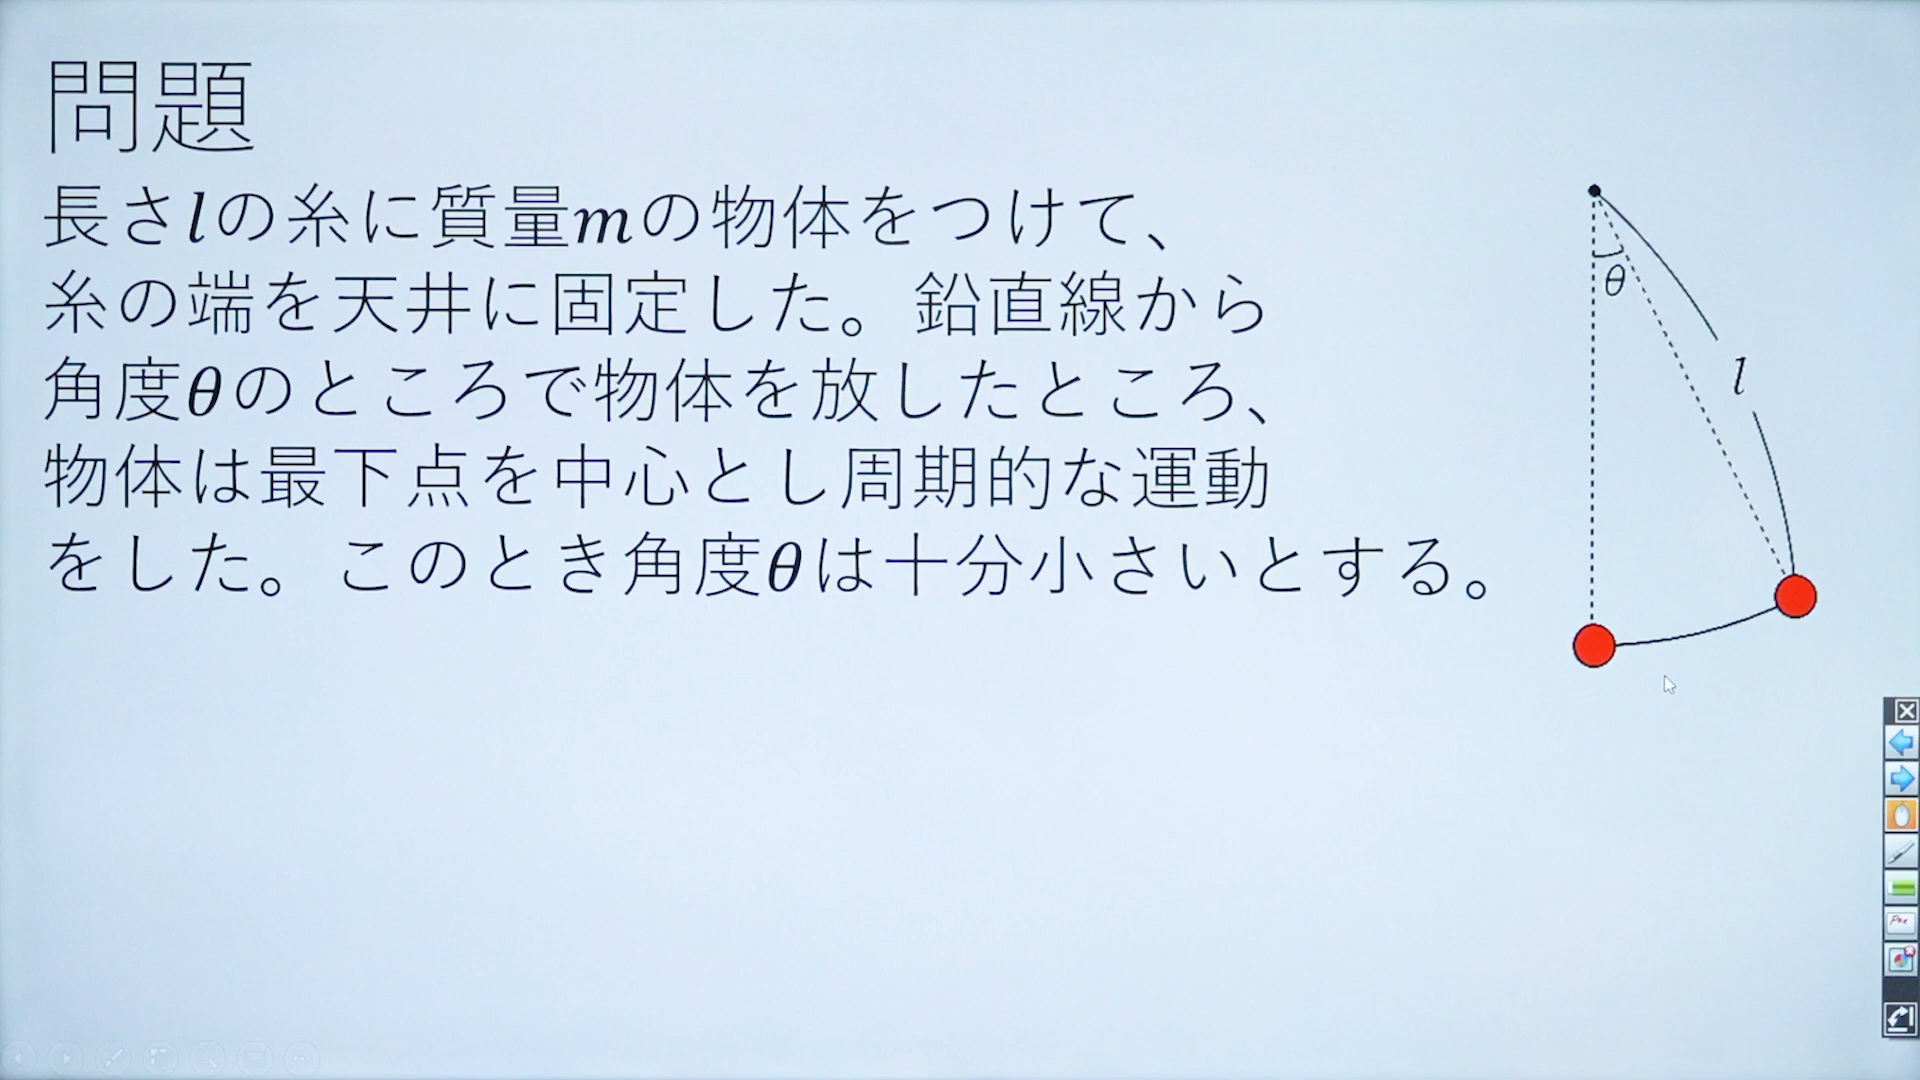 問題
長さlの糸に質量mの物体をつけて、
糸の端を天井に固定した。鉛直線から
角度θのところで物体を放したところ、
物体は最下点を中心とし周期的な運動
をした。このとき角度θは十分小さいとする。
θ
l